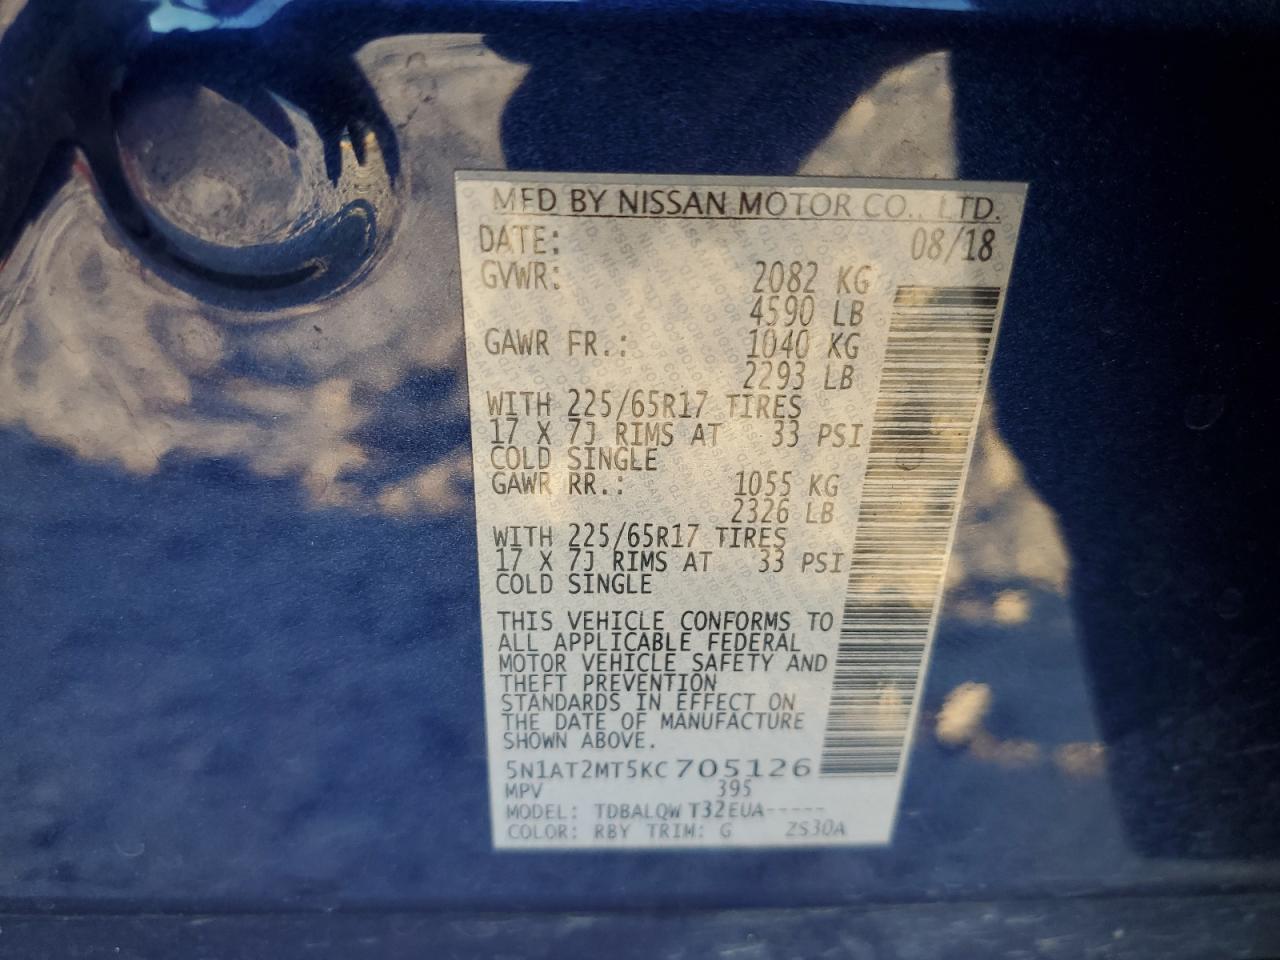 MFD BY NISSAN MOTOR CO., LTD.
DATE: 08/18
GVWR: 2082 KG
4590 LB
GAWR FR.: 1040 KG
2293 LB
WITH 225/65R17 TIRES
17 X 7J RIMS AT 33 PSI
COLD SINGLE
GAWR RR.: 1055 KG
2326 LB
WITH 225/65R17 TIRES
17 X 7J RIMS AT 33 PSI
COLD SINGLE
THIS VEHICLE CONFORMS TO
ALL APPLICABLE FEDERAL
MOTOR VEHICLE SAFETY AND
THEFT PREVENTION
STANDARDS IN EFFECT ON
THE DATE OF MANUFACTURE
SHOWN ABOVE.
5N1AT2MT5KC705126
MPV 395
MODEL: TDBALQW T32EUA-----
COLOR: RBY TRIM: G ZS30A